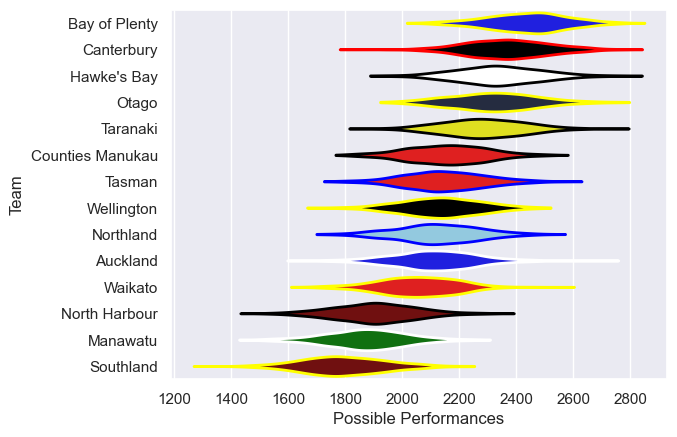 Bay of Plenty
Canterbury
Hawke's Bay
Otago
Taranaki
Counties Manukau
Tasman
Wellington
Northland
Auckland
Waikato
North Harbour
Manawatu
Southland
Team
1200 1400 1600 1800 2000 2200 2400 2600 2800
Possible Performances